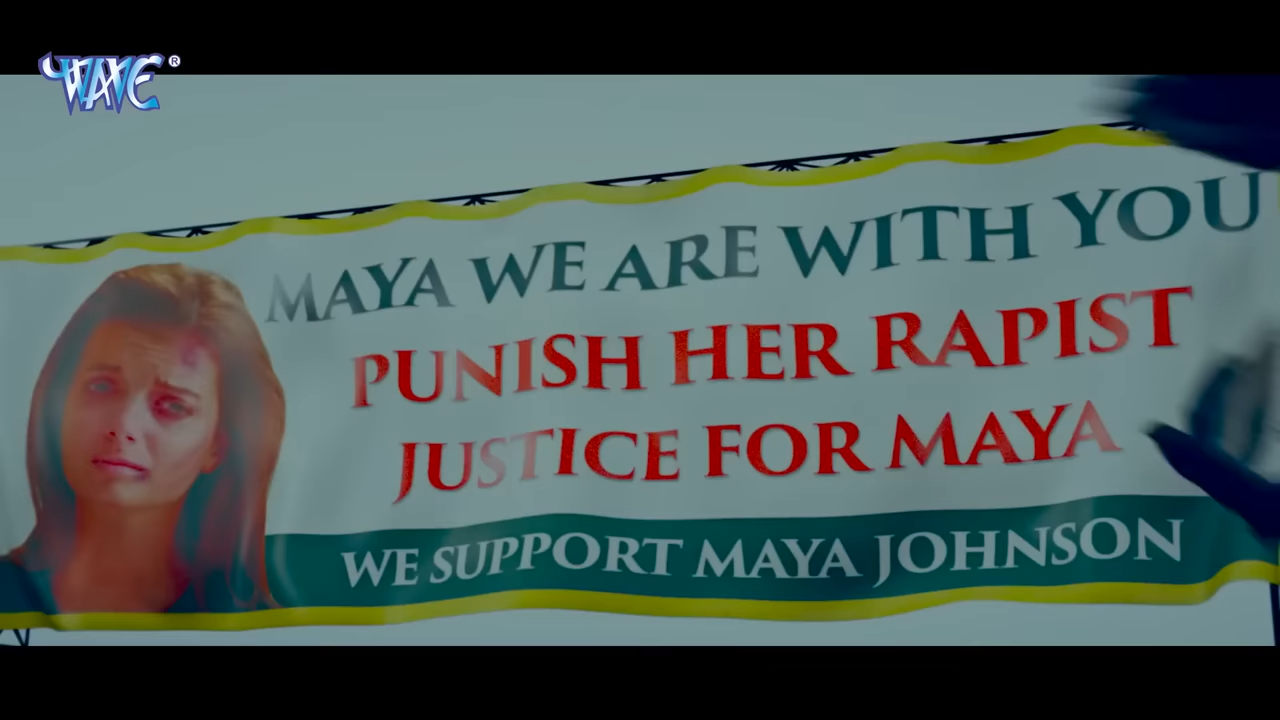 WAVE®
MAYA WE ARE WITH YOU
PUNISH HER RAPIST
JUSTICE FOR MAYA
WE SUPPORT MAYA JOHNSON